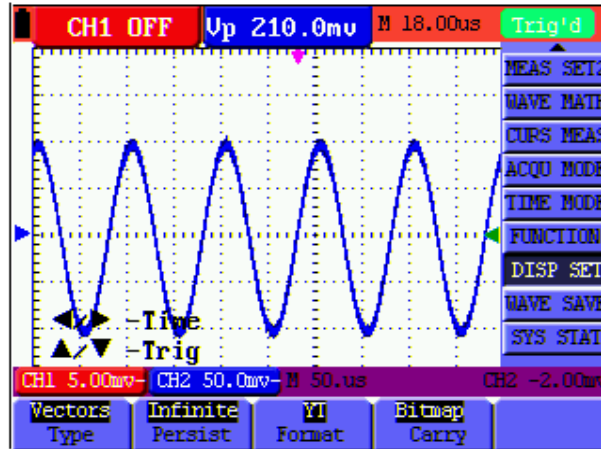 CH1 OFF Vp 210.0mv M 18.00us Trig'd
MEAS SET2
WAVE MATH
CURS MEAS
ACQU MODE
TIME MODE
FUNCTION
DISP SET
WAVE SAVE
SYS STAT
◀/▶ -Time
▲/▼ -Trig
CH1 5.00mv- CH2 50.0mv- M 50.us CH2 -2.00mv
Vectors Infinite YT Bitmap
Type Persist Format Carry